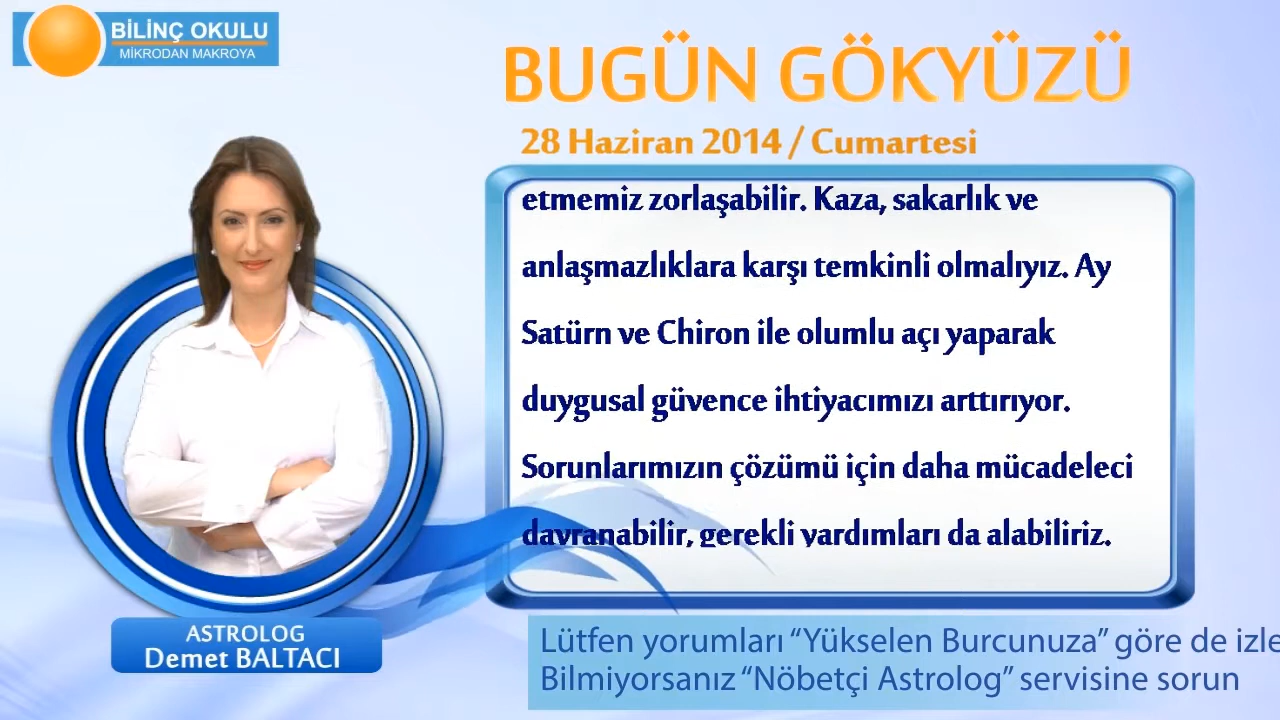 BİLİNÇ OKULU
MİKRODAN MAKROYA
BUGÜN GÖKYÜZÜ
28 Haziran 2014 / Cumartesi
etmemiz zorlaşabilir. Kaza, sakarlık ve
anlaşmazlıklara karşı temkinli olmalıyız. Ay
Satürn ve Chiron ile olumlu açı yaparak
duygusal güvence ihtiyacımızı arttırıyor.
Sorunlarımızın çözümü için daha mücadeleci
davranabilir, gerekli yardımları da alabiliriz.
ASTROLOG
Demet BALTACI
Lütfen yorumları “Yükselen Burcunuza” göre de izle
Bilmiyorsanız “Nöbetçi Astrolog” servisine sorun